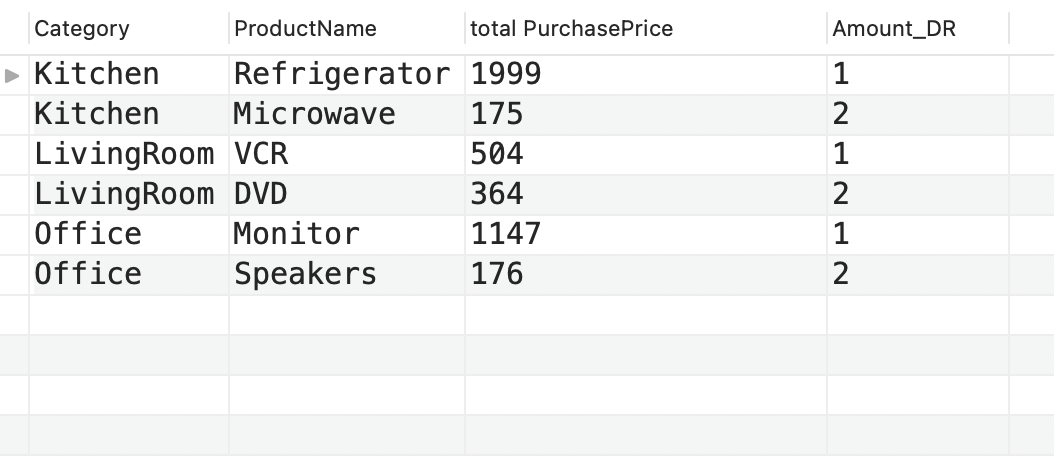 Category ProductName total PurchasePrice Amount_DR
Kitchen Refrigerator 1999 1
Kitchen Microwave 175 2
LivingRoom VCR 504 1
LivingRoom DVD 364 2
Office Monitor 1147 1
Office Speakers 176 2